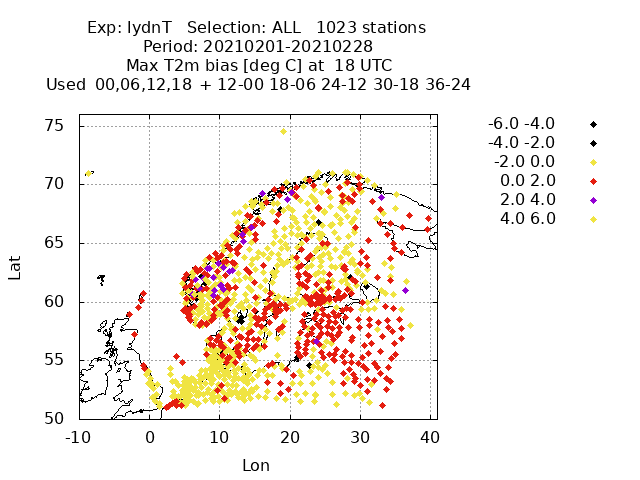 Exp: IydnT   Selection: ALL   1023 stations
Period: 20210201-20210228
Max T2m bias [deg C] at  18 UTC
Used  00,06,12,18  + 12-00 18-06 24-12 30-18 36-24
-6.0 -4.0
-4.0 -2.0
-2.0 0.0
0.0 2.0
2.0 4.0
4.0 6.0
75
70
65
60
55
50
Lat
-10 0 10 20 30 40
Lon